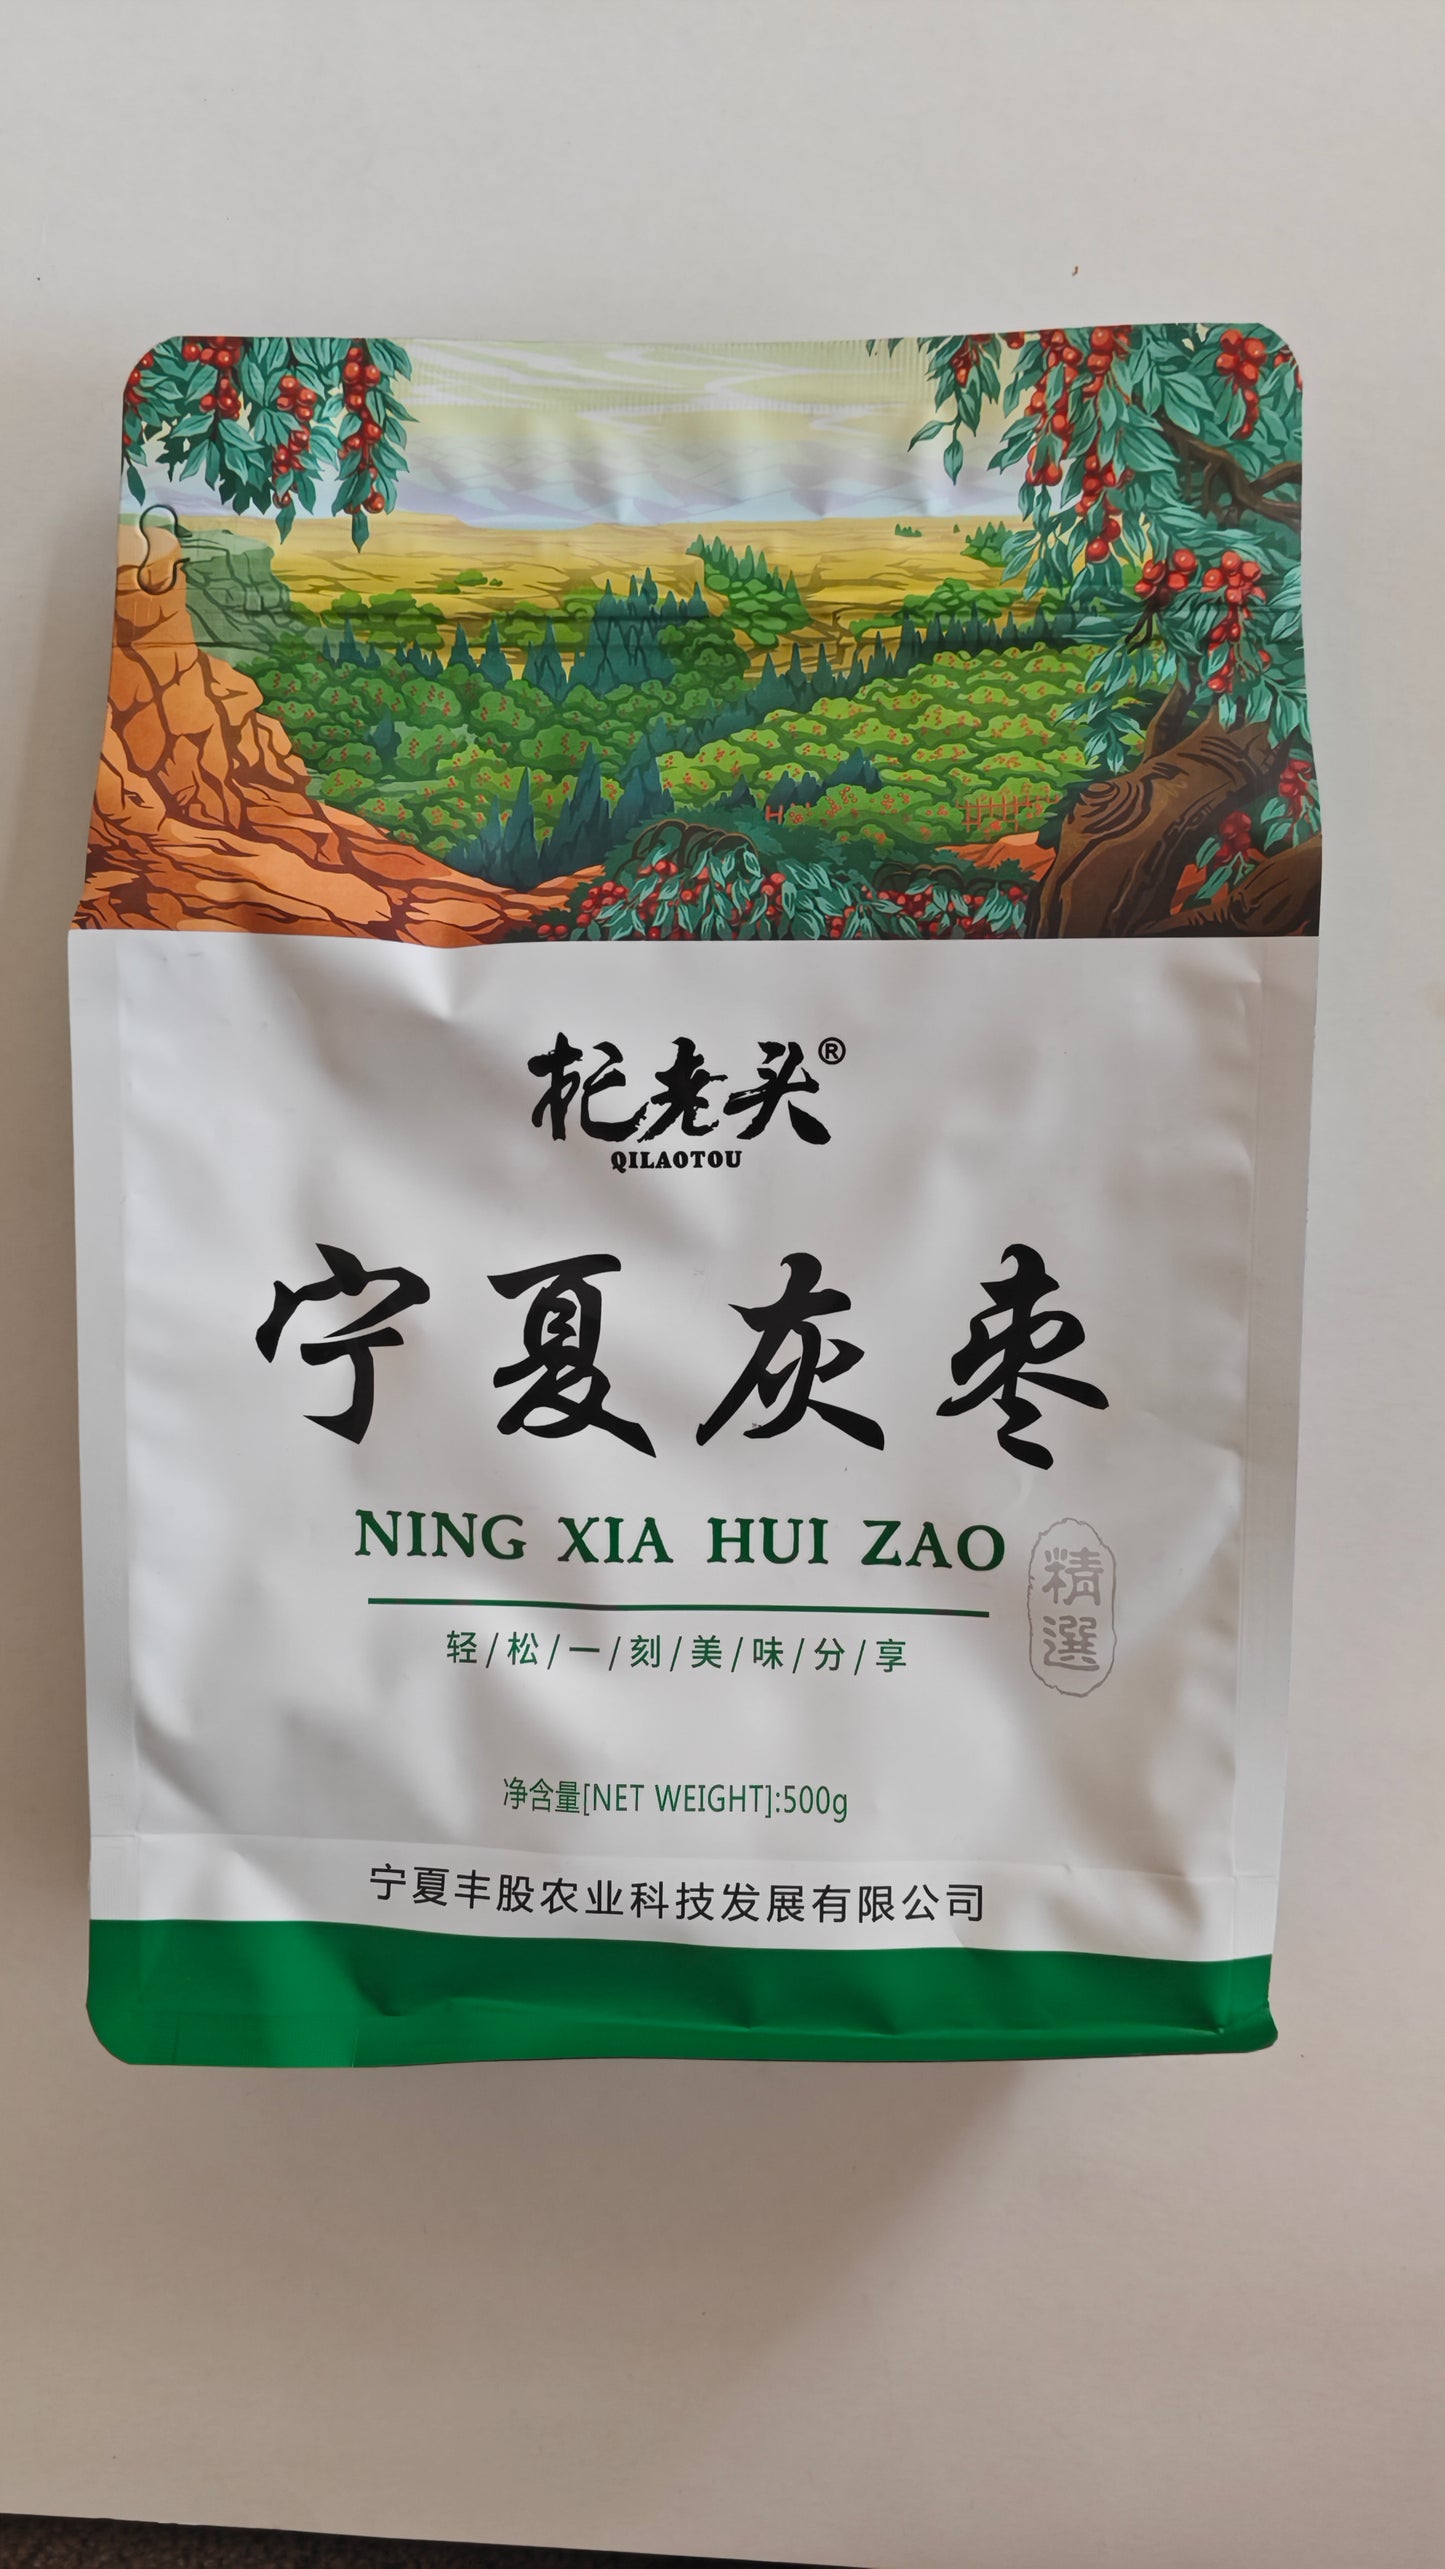 杞老头®
QILAOTOU
宁夏灰枣
NING XIA HUI ZAO
精選
轻/松/一/刻/美/味/分/享
净含量[NET WEIGHT]:500g
宁夏丰股农业科技发展有限公司